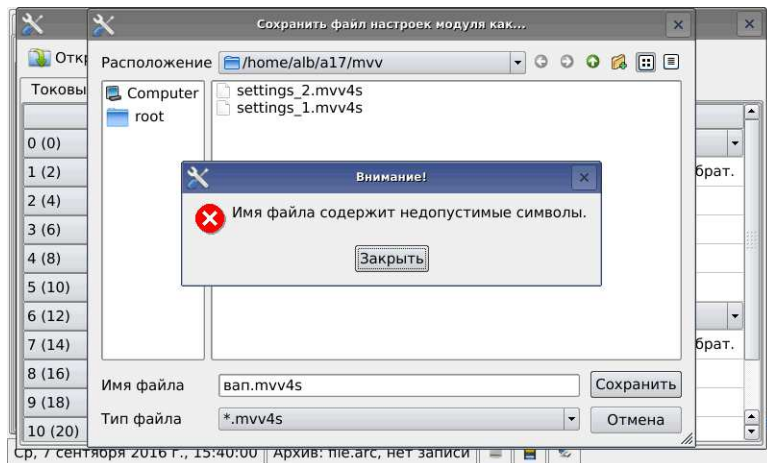 Сохранить файл настроек модуля как...
Откр
Расположение /home/alb/a17/mvv
Токовы
Computer
root
settings_2.mvv4s
settings_1.mvv4s
0 (0)
1 (2)
брат.
2 (4)
3 (6)
4 (8)
5 (10)
6 (12)
7 (14)
брат.
8 (16)
9 (18)
10 (20)
Внимание!
Имя файла содержит недопустимые символы.
Закрыть
Имя файла вап.mvv4s Сохранить
Тип файла *.mvv4s Отмена
Ср, 7 сентября 2016 г., 15:40:00 Архив: file.arc, нет записи